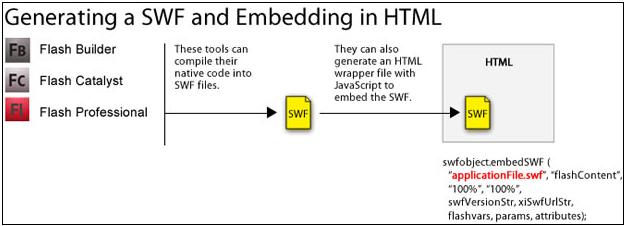 Generating a SWF and Embedding in HTML
FB Flash Builder
FC Flash Catalyst
FL Flash Professional
These tools can
compile their
native code into
SWF files.
SWF
They can also
generate an HTML
wrapper file with
JavaScript to
embed the SWF.
HTML
SWF
swfobject.embedSWF (
"applicationFile.swf", "flashContent",
"100%", "100%",
swfVersionStr, xiSwfUrlStr,
flashvars, params, attributes);